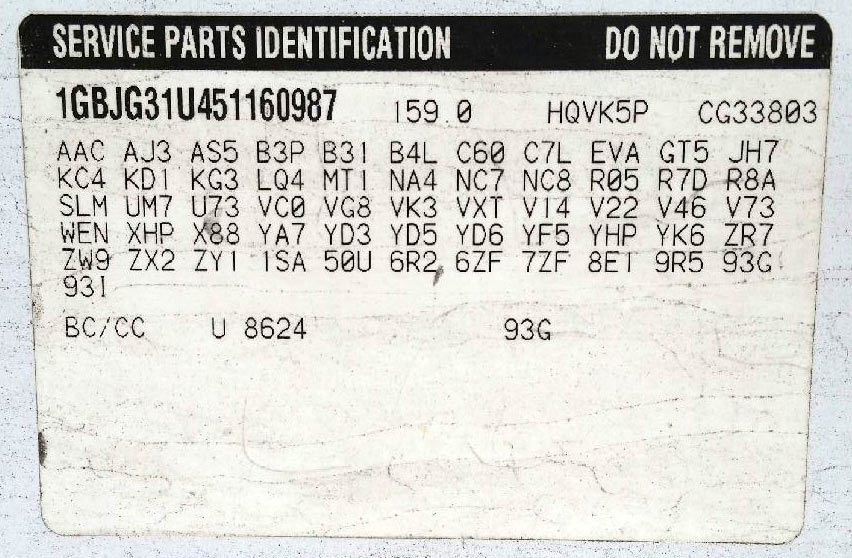 SERVICE PARTS IDENTIFICATION DO NOT REMOVE
1GBJG31U451160987 159.0 HQVK5P CG33803
AAC AJ3 AS5 B3P B31 B4L C60 C7L EVA GT5 JH7
KC4 KD1 KG3 LQ4 MT1 NA4 NC7 NC8 R05 R7D R8A
SLM UM7 U73 VC0 VG8 VK3 VXT V14 V22 V46 V73
WEN XHP X88 YA7 YD3 YD5 YD6 YF5 YHP YK6 ZR7
ZW9 ZX2 ZY1 1SA 50U 6R2 6ZF 7ZF 8E1 9R5 93G
931
BC/CC U 8624 93G